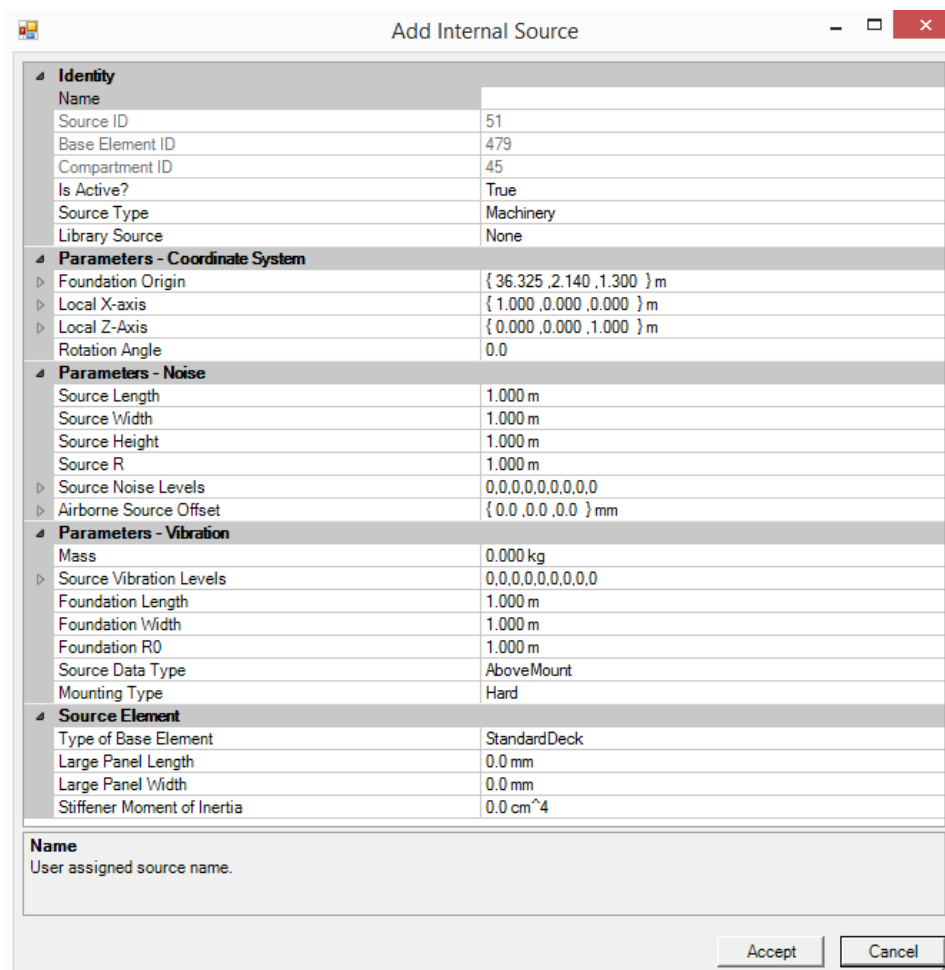 Add Internal Source
Identity
Name
Source ID 51
Base Element ID 479
Compartment ID 45
Is Active? True
Source Type Machinery
Library Source None
Parameters - Coordinate System
Foundation Origin { 36.325 ,2.140 ,1.300 } m
Local X-axis { 1.000 ,0.000 ,0.000 } m
Local Z-Axis { 0.000 ,0.000 ,1.000 } m
Rotation Angle 0.0
Parameters - Noise
Source Length 1.000 m
Source Width 1.000 m
Source Height 1.000 m
Source R 1.000 m
Source Noise Levels 0,0,0,0,0,0,0,0,0
Airborne Source Offset { 0.0 ,0.0 ,0.0 } mm
Parameters - Vibration
Mass 0.000 kg
Source Vibration Levels 0,0,0,0,0,0,0,0,0
Foundation Length 1.000 m
Foundation Width 1.000 m
Foundation R0 1.000 m
Source Data Type AboveMount
Mounting Type Hard
Source Element
Type of Base Element StandardDeck
Large Panel Length 0.0 mm
Large Panel Width 0.0 mm
Stiffener Moment of Inertia 0.0 cm^4
Name
User assigned source name.
Accept Cancel